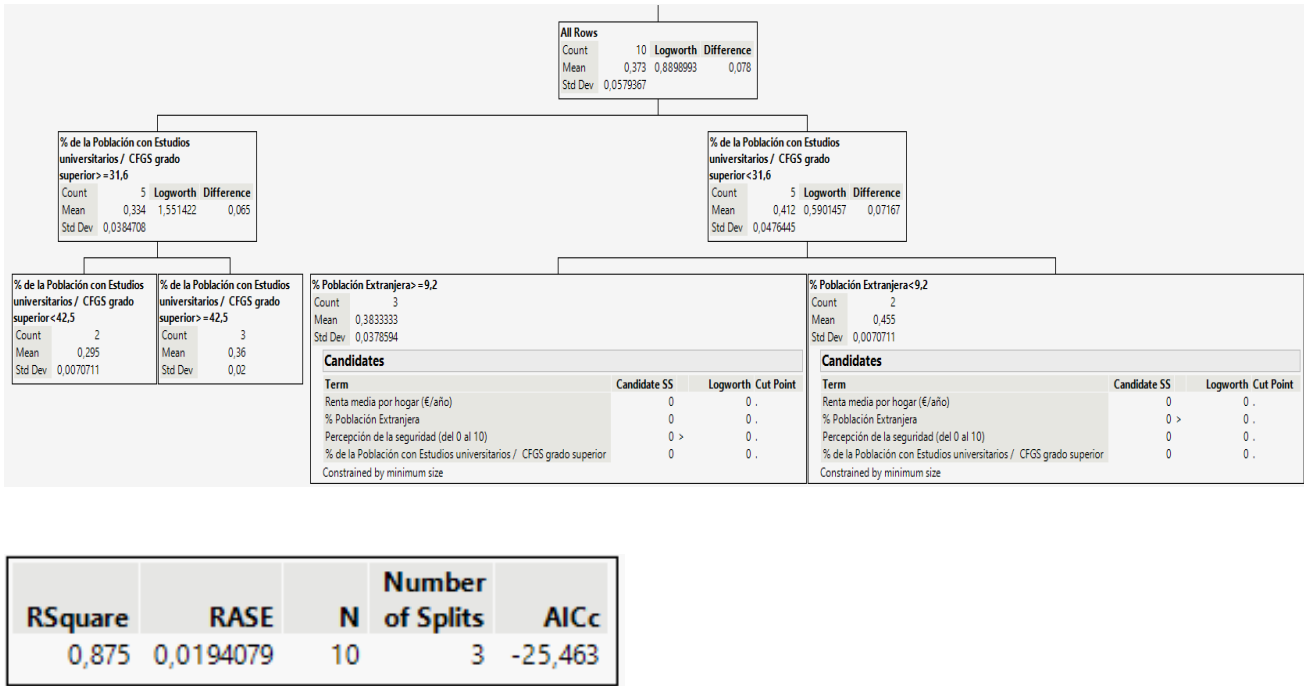 All Rows
Count 10 Logworth Difference
Mean 0,373 0,8898993 0,078
Std Dev 0,0579367
% de la Población con Estudios
universitarios / CFGS grado
superior>=31,6
Count 5 Logworth Difference
Mean 0,334 1,551422 0,065
Std Dev 0,0384708
% de la Población con Estudios
universitarios / CFGS grado
superior<31,6
Count 5 Logworth Difference
Mean 0,412 0,5901457 0,07167
Std Dev 0,0476445
% de la Población con Estudios
universitarios / CFGS grado
superior<42,5
Count 2
Mean 0,295
Std Dev 0,0070711
% de la Población con Estudios
universitarios / CFGS grado
superior>=42,5
Count 3
Mean 0,36
Std Dev 0,02
% Población Extranjera>=9,2
Count 3
Mean 0,3833333
Std Dev 0,0378594
Candidates
Term Candidate SS Logworth Cut Point
Renta media por hogar (€/año) 0 0 .
% Población Extranjera 0 0 .
Percepción de la seguridad (del 0 al 10) 0 > 0 .
% de la Población con Estudios universitarios / CFGS grado superior 0 0 .
Constrained by minimum size
% Población Extranjera<9,2
Count 2
Mean 0,455
Std Dev 0,0070711
Candidates
Term Candidate SS Logworth Cut Point
Renta media por hogar (€/año) 0 0 .
% Población Extranjera 0 > 0 .
Percepción de la seguridad (del 0 al 10) 0 0 .
% de la Población con Estudios universitarios / CFGS grado superior 0 0 .
Constrained by minimum size
Number
RSquare RASE N of Splits AICc
0,875 0,0194079 10 3 -25,463